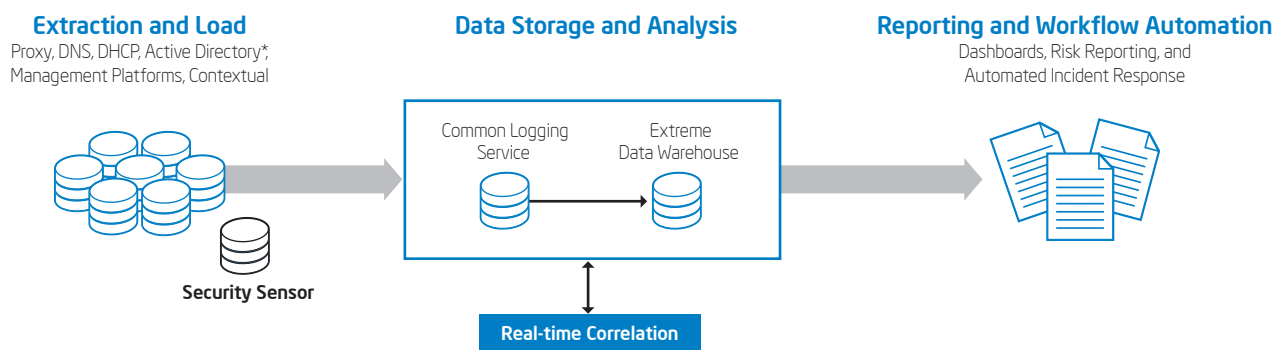 Extraction and Load
Proxy, DNS, DHCP, Active Directory*,
Management Platforms, Contextual
Security Sensor
Data Storage and Analysis
Common Logging
Service
Extreme
Data Warehouse
Real-time Correlation
Reporting and Workflow Automation
Dashboards, Risk Reporting, and
Automated Incident Response